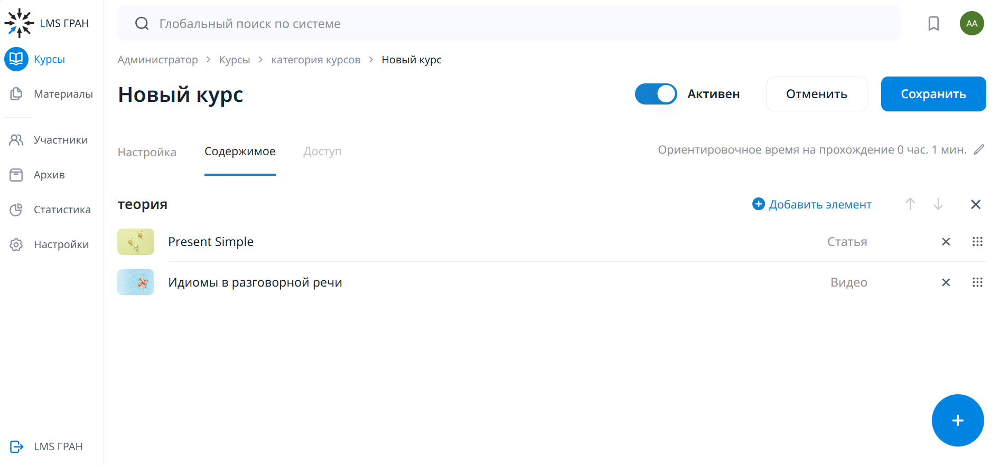 LMS ГРАН
Глобальный поиск по системе
АА
Курсы
Материалы
Участники
Архив
Статистика
Настройки
LMS ГРАН
Администратор > Курсы > категория курсов > Новый курс
Новый курс
Активен
Отменить
Сохранить
Настройка
Содержимое
Доступ
Ориентировочное время на прохождение 0 час. 1 мин.
теория
Добавить элемент
Present Simple
Статья
Идиомы в разговорной речи
Видео